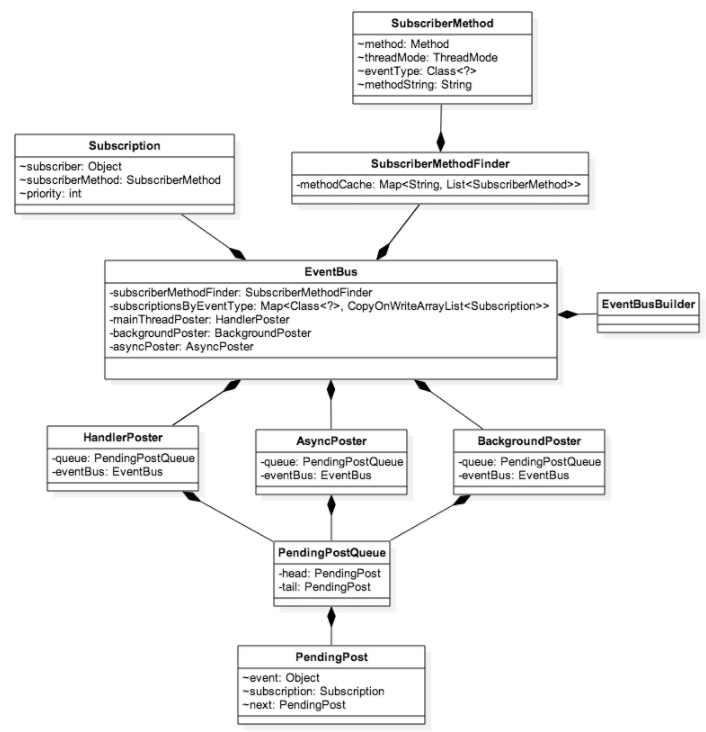 SubscriberMethod
~method: Method
~threadMode: ThreadMode
~eventType: Class<?>
~methodString: String
Subscription
~subscriber: Object
~subscriberMethod: SubscriberMethod
~priority: int
SubscriberMethodFinder
-methodCache: Map<String, List<SubscriberMethod>>
EventBus
-subscriberMethodFinder: SubscriberMethodFinder
-subscriptionsByEventType: Map<Class<?>, CopyOnWriteArrayList<Subscription>>
-mainThreadPoster: HandlerPoster
-backgroundPoster: BackgroundPoster
-asyncPoster: AsyncPoster
EventBusBuilder
HandlerPoster
-queue: PendingPostQueue
-eventBus: EventBus
AsyncPoster
-queue: PendingPostQueue
-eventBus: EventBus
BackgroundPoster
-queue: PendingPostQueue
-eventBus: EventBus
PendingPostQueue
-head: PendingPost
-tail: PendingPost
PendingPost
~event: Object
~subscription: Subscription
~next: PendingPost